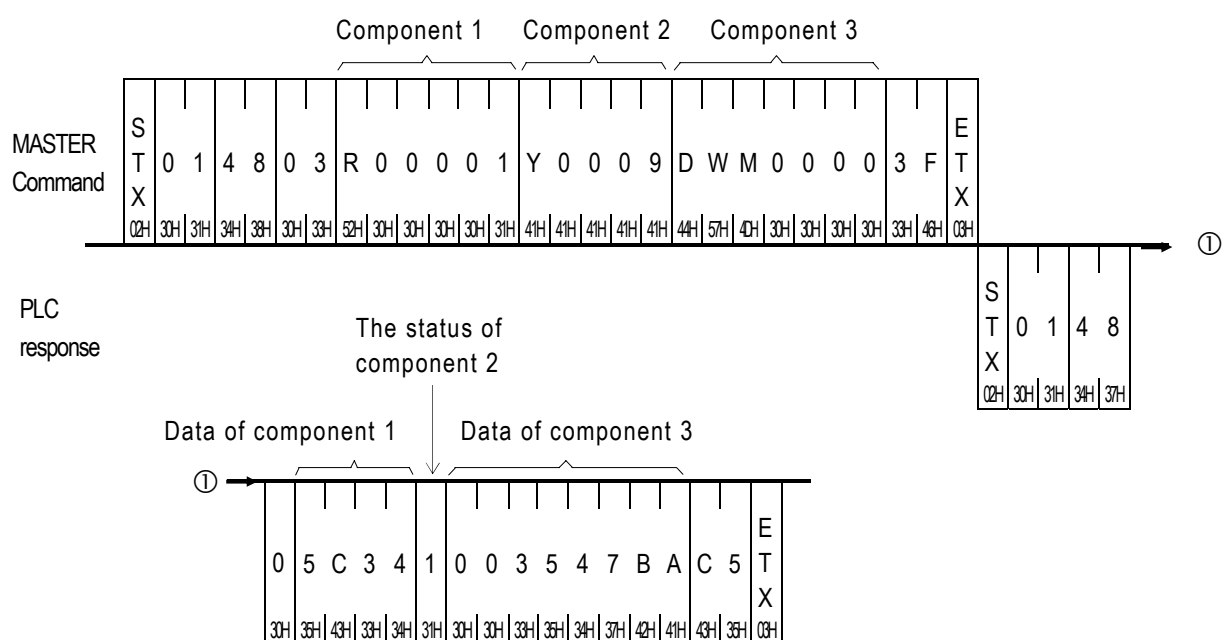 Component 1 Component 2 Component 3
MASTER
Command
STX 0 1 4 8 0 3 R 0 0 0 0 1 Y 0 0 0 9 D W M 0 0 0 0 3 F ETX
02H 30H 31H 34H 38H 30H 33H 52H 30H 30H 30H 30H 31H 41H 41H 41H 41H 41H 44H 57H 4DH 30H 30H 30H 30H 33H 46H 03H
①
PLC
response
STX 0 1 4 8
02H 30H 31H 34H 37H
The status of
component 2
Data of component 1 Data of component 3
①
0 5 C 3 4 1 0 0 3 5 4 7 B A C 5 ETX
30H 35H 43H 33H 34H 31H 30H 30H 33H 35H 34H 37H 42H 41H 43H 35H 03H